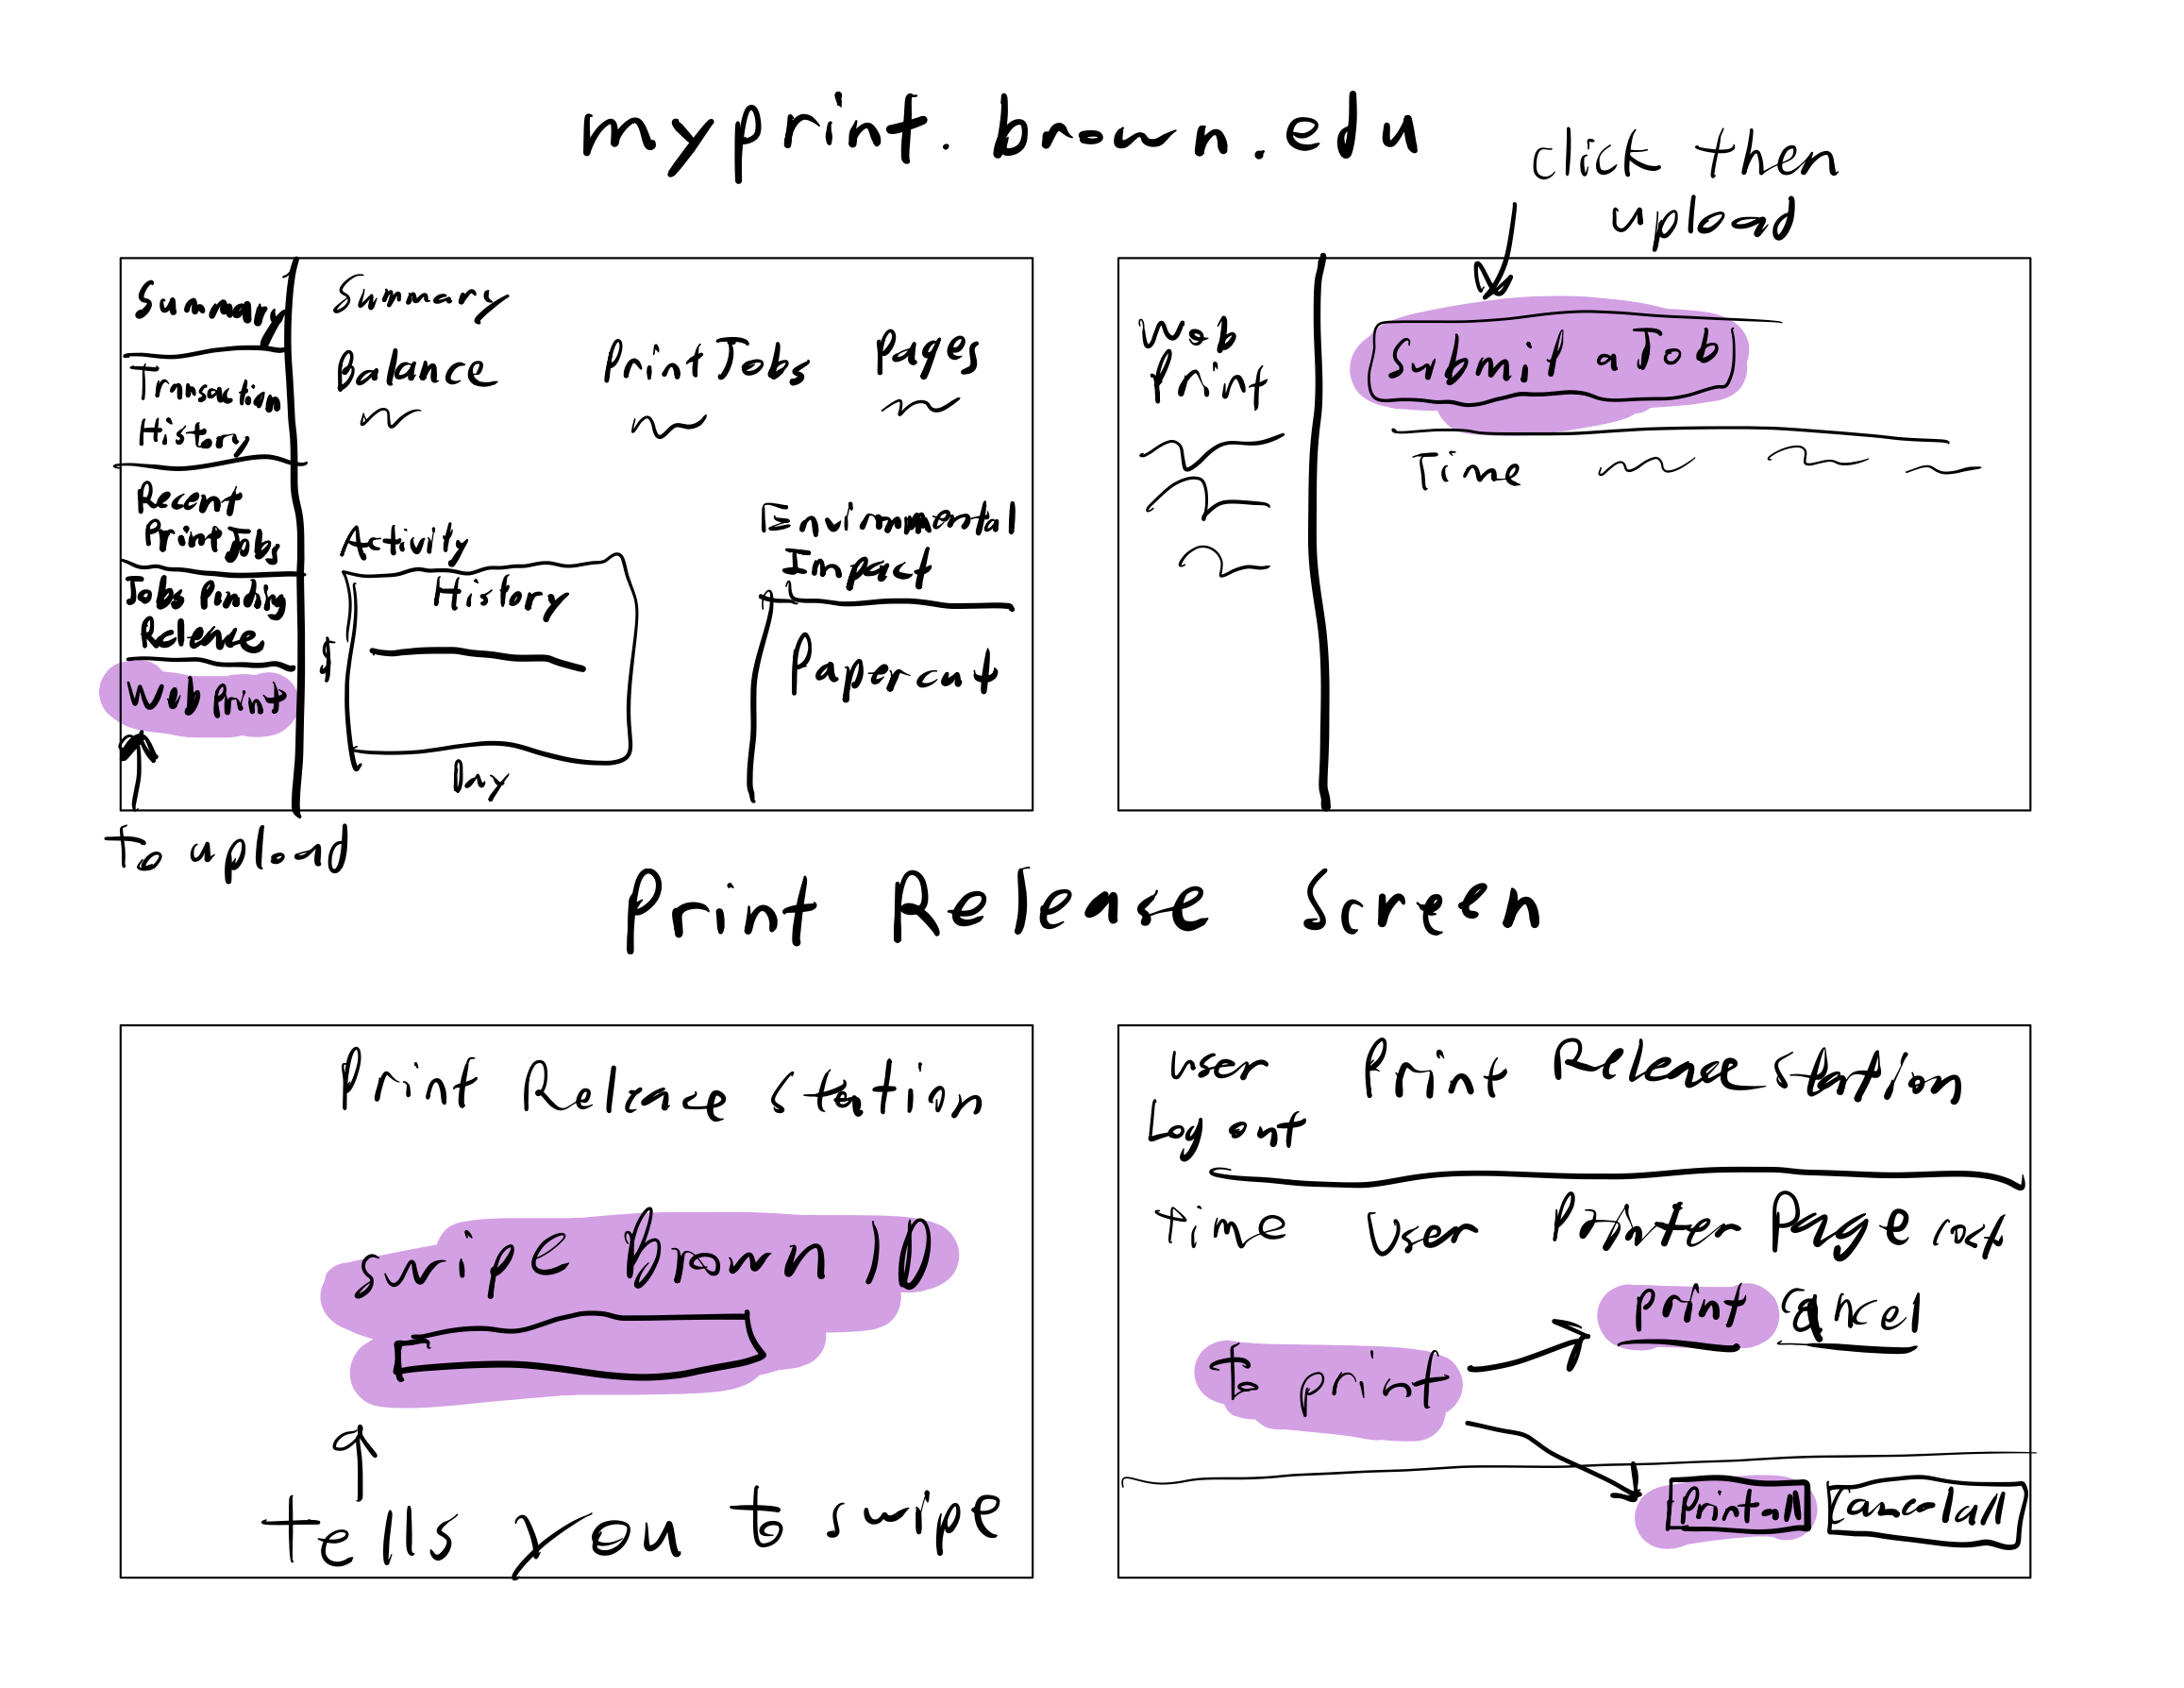 myprint.brown.edu
click then
upload
Summary
Transaction
History
Recent
Print Jobs
Jobs Pending
Release
Web Print
to upload
Summary
Balance
Print Jobs
Pages
Activity
History
$
Day
Environmental
Impact
Papercut
Web
Print
Submit a Job
Time
Print Release Screen
Print Release Station
swipe brown ID
tells you to swipe
user
Log out
Print Release Station
Time User Printer Page Cost
print Cancel
to print
Print all Cancel all